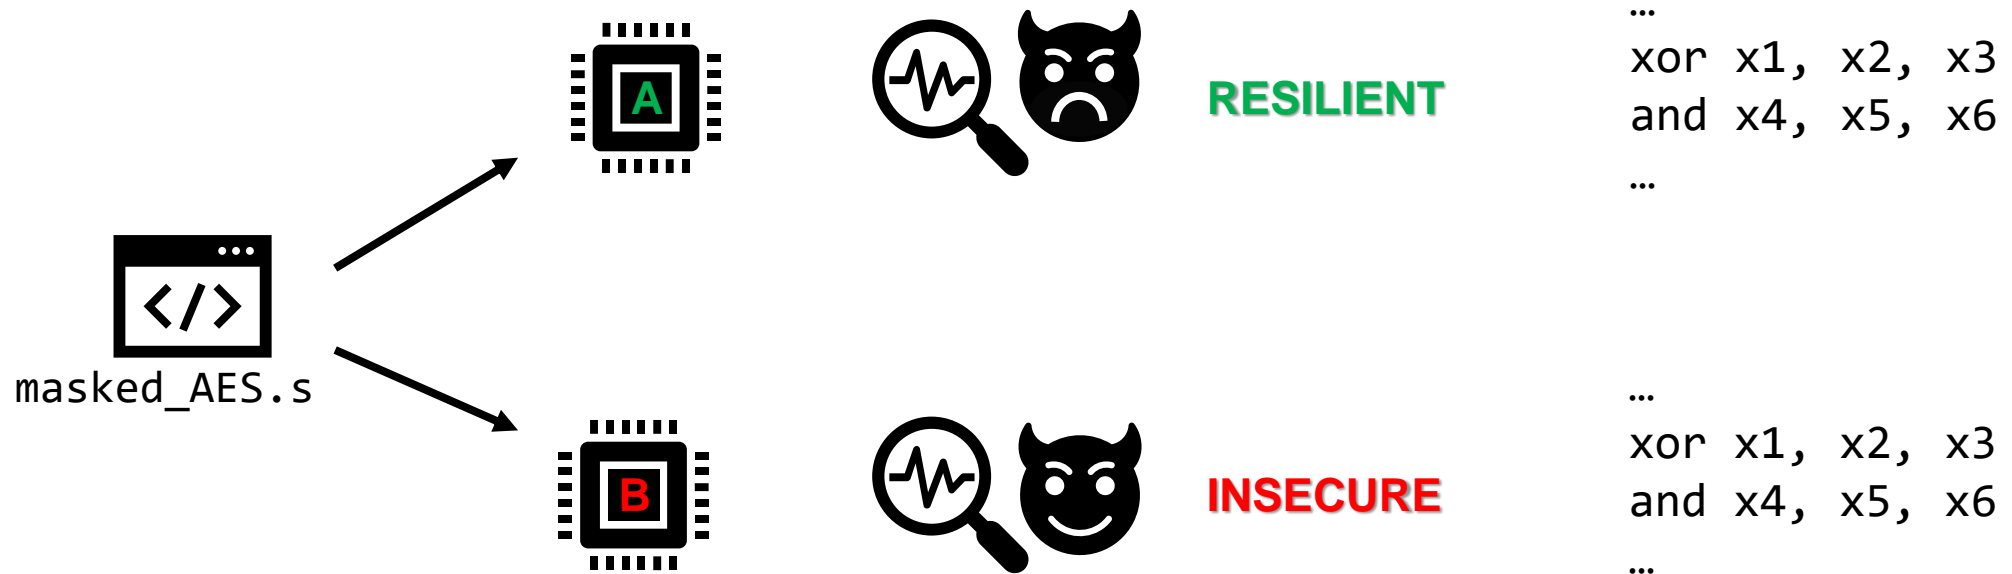 …
xor x1, x2, x3
and x4, x5, x6
…
A
RESILIENT
</>
masked_AES.s
B
INSECURE
…
xor x1, x2, x3
and x4, x5, x6
…